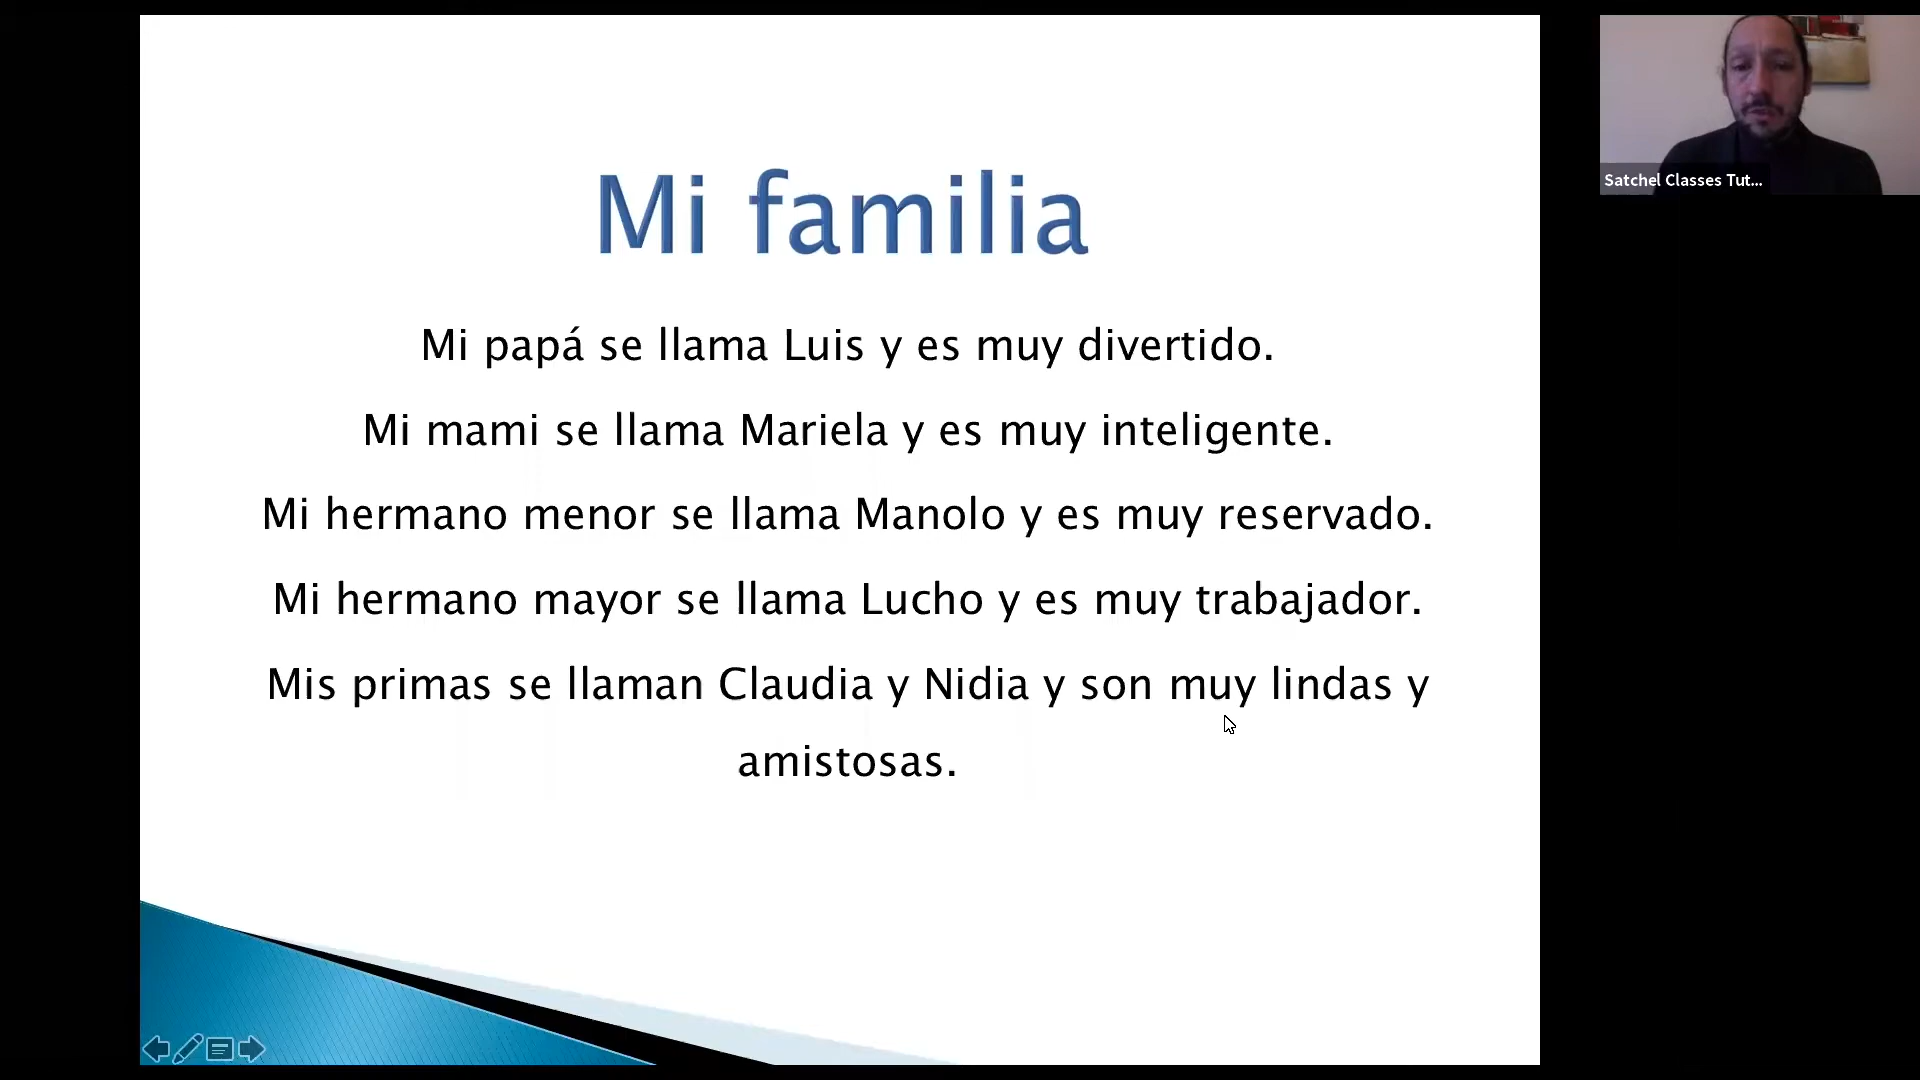 Mi familia
Mi papá se llama Luis y es muy divertido.
Mi mami se llama Mariela y es muy inteligente.
Mi hermano menor se llama Manolo y es muy reservado.
Mi hermano mayor se llama Lucho y es muy trabajador.
Mis primas se llaman Claudia y Nidia y son muy lindas y
amistosas.
Satchel Classes Tut...